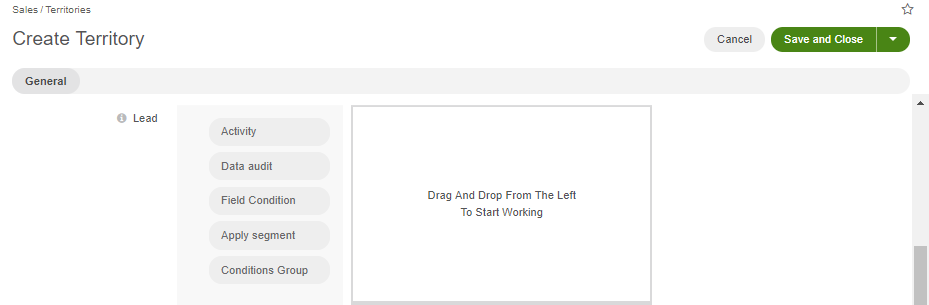 Sales / Territories
Create Territory
Cancel
Save and Close
General
Lead
Activity
Data audit
Field Condition
Apply segment
Conditions Group
Drag And Drop From The Left
To Start Working